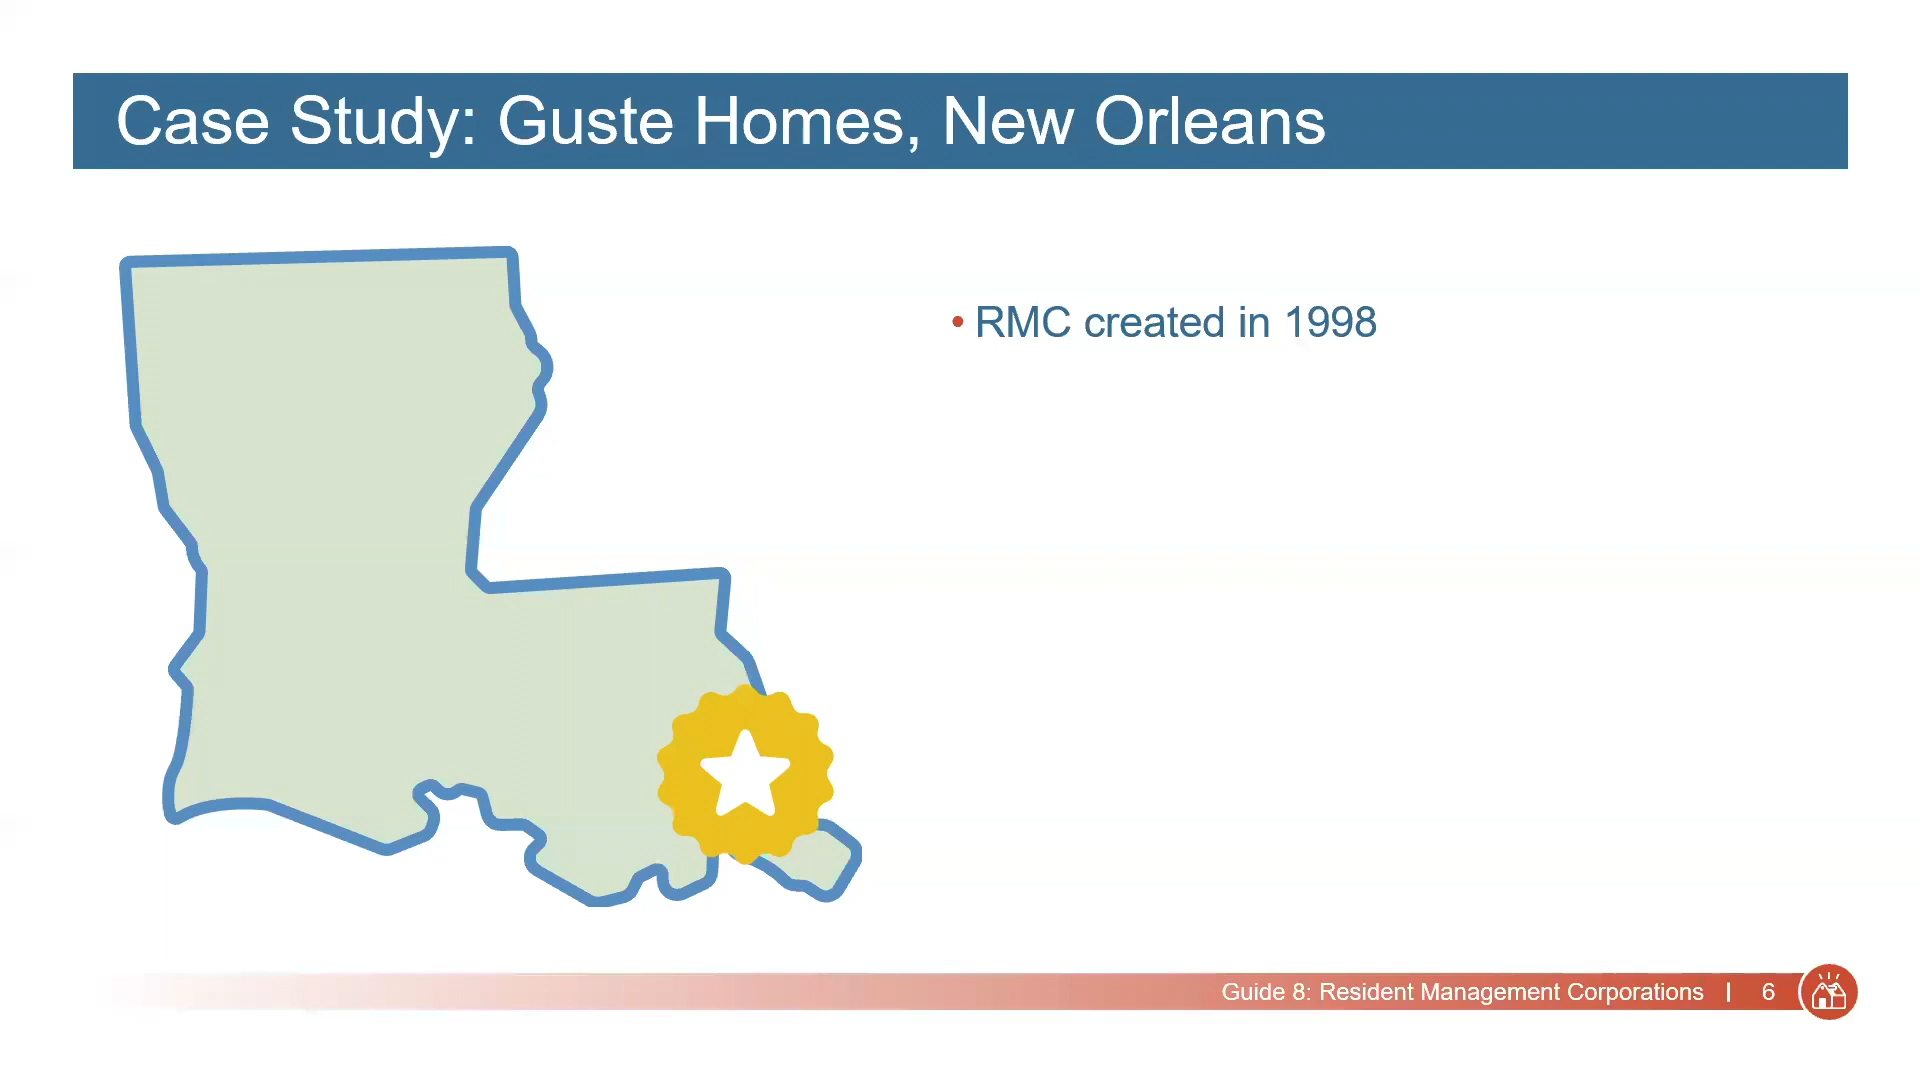 Case Study: Guste Homes, New Orleans
• RMC created in 1998
Guide 8: Resident Management Corporations | 6